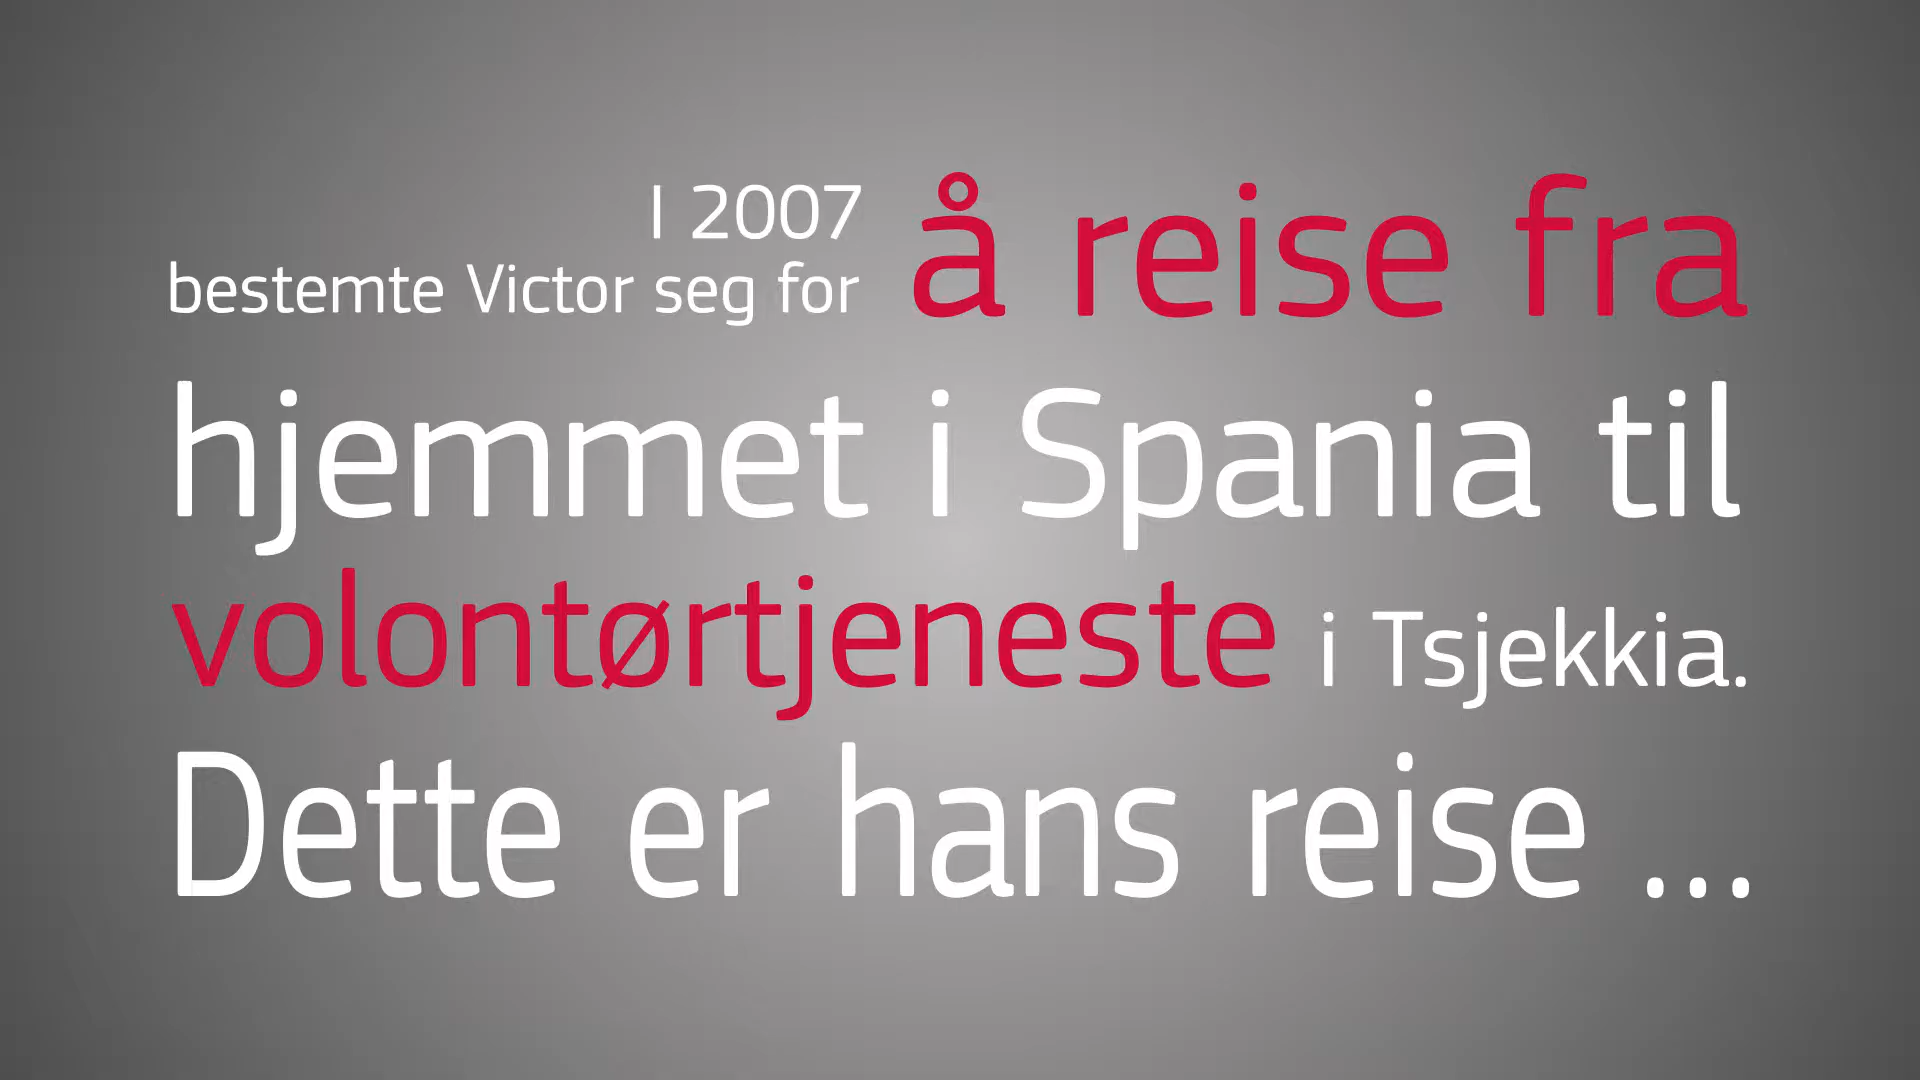 I 2007
bestemte Victor seg for
å reise fra
hjemmet i Spania til
volontørtjeneste i Tsjekkia.
Dette er hans reise ...